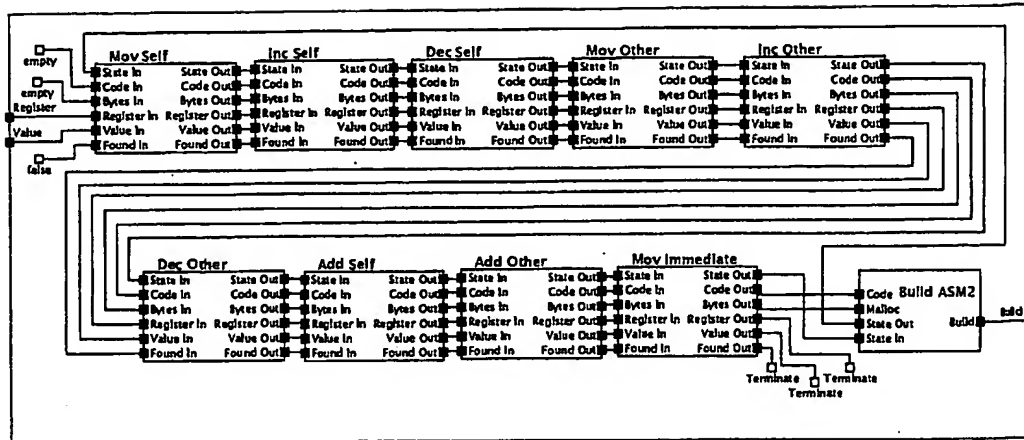 Mov Self Inc Self Dec Self Mov Other Inc Other
empty
State In State Out State In State Out State In State Out State In State Out State In State Out
Code In Code Out Code In Code Out Code In Code Out Code In Code Out Code In Code Out
empty
Bytes In Bytes Out Bytes In Bytes Out Bytes In Bytes Out Bytes In Bytes Out Bytes In Bytes Out
Register
Register In Register Out Register In Register Out Register In Register Out Register In Register Out Register In Register Out
Value
Value In Value Out Value In Value Out Value In Value Out Value In Value Out Value In Value Out
Found In Found Out Found In Found Out Found In Found Out Found In Found Out Found In Found Out
false
Dec Other Add Self Add Other Mov Immediate
State In State Out State In State Out State In State Out State In State Out
Code In Code Out Code In Code Out Code In Code Out Code In Code Out
Bytes In Bytes Out Bytes In Bytes Out Bytes In Bytes Out Bytes In Bytes Out
Register In Register Out Register In Register Out Register In Register Out Register In Register Out
Value In Value Out Value In Value Out Value In Value Out Value In Value Out
Found In Found Out Found In Found Out Found In Found Out Found In Found Out
Build ASM2
Code
Malloc
State Out
State In
Build
Build
Terminate Terminate
Terminate